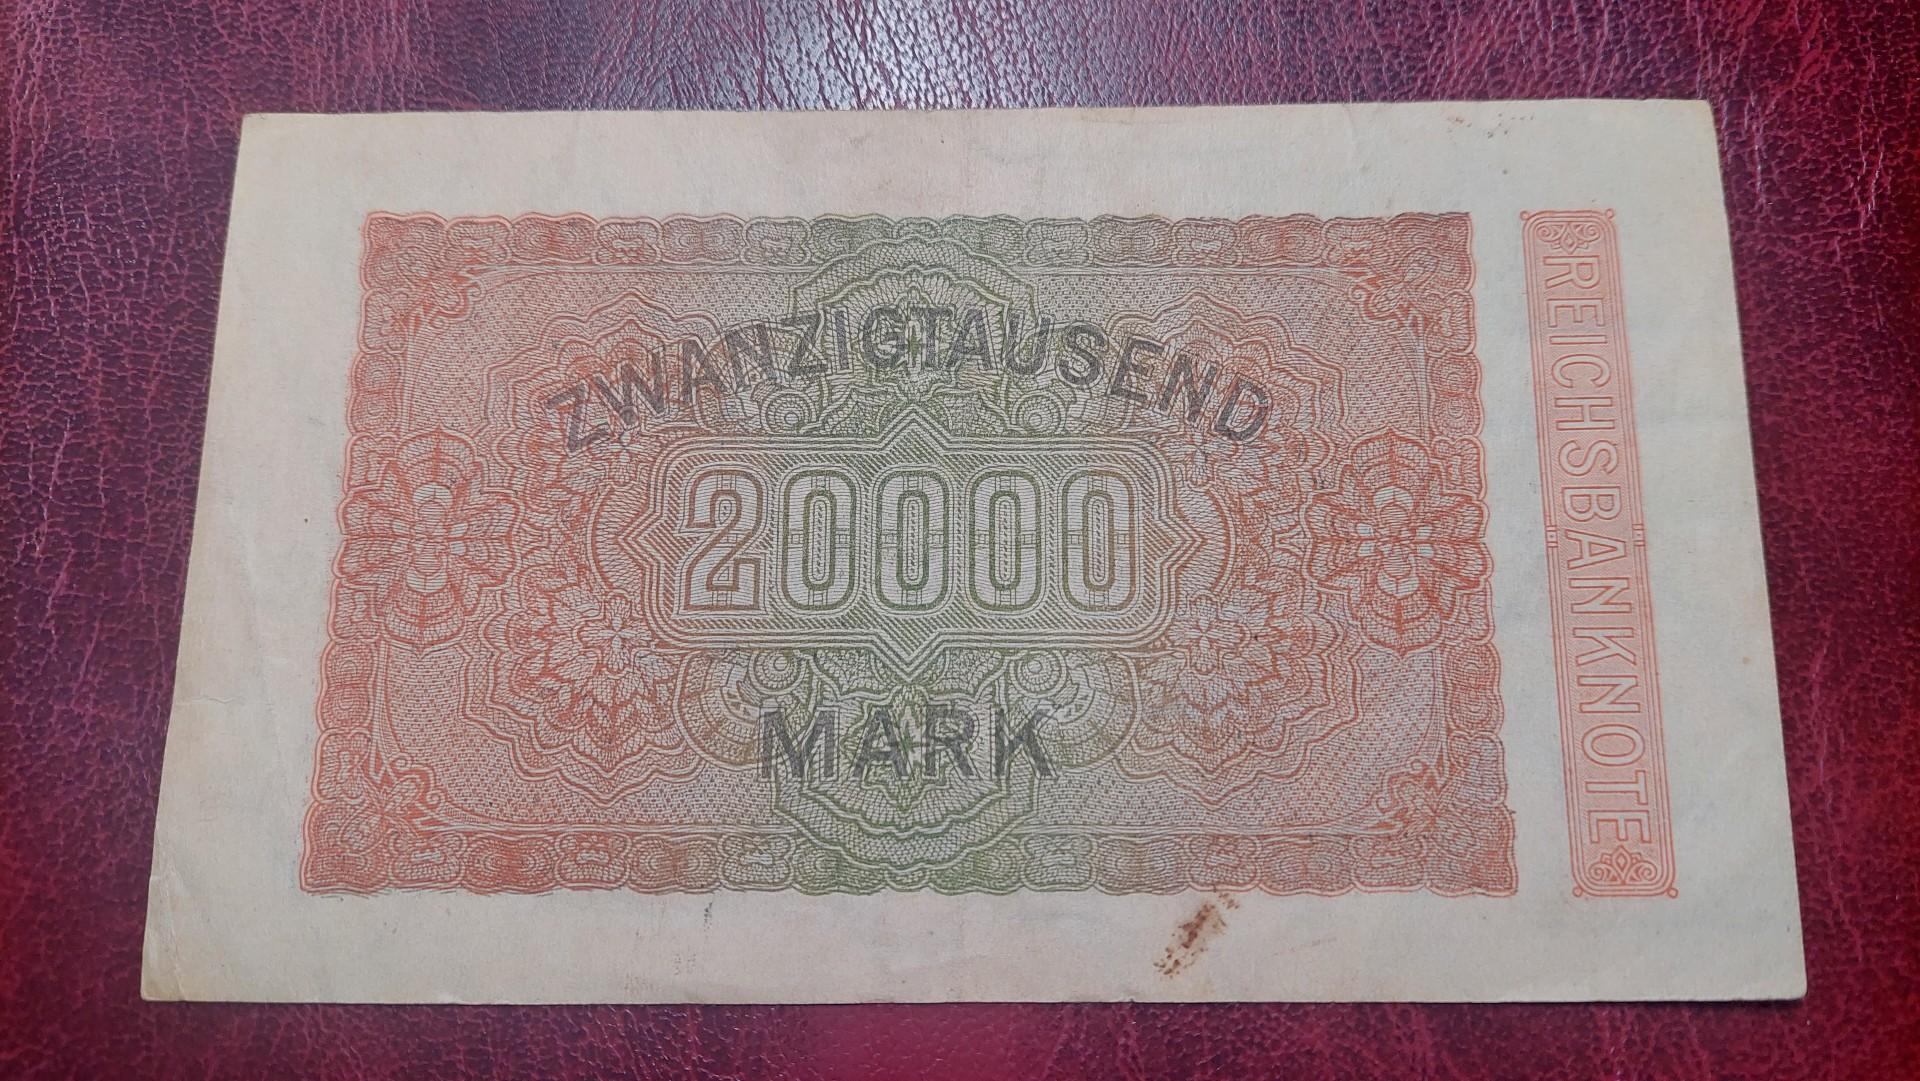 ZWANZIGTAUSEND
20000
MARK
REICHSBANKNOTE